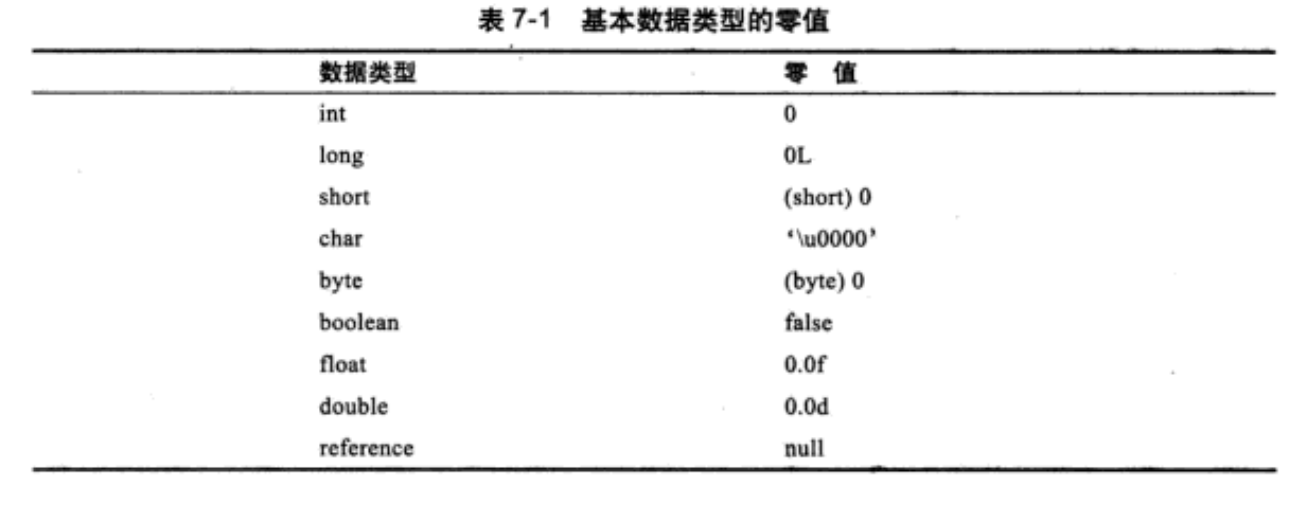 表 7-1 基本数据类型的零值
数据类型 零 值
int 0
long 0L
short (short) 0
char ‘\u0000’
byte (byte) 0
boolean false
float 0.0f
double 0.0d
reference null